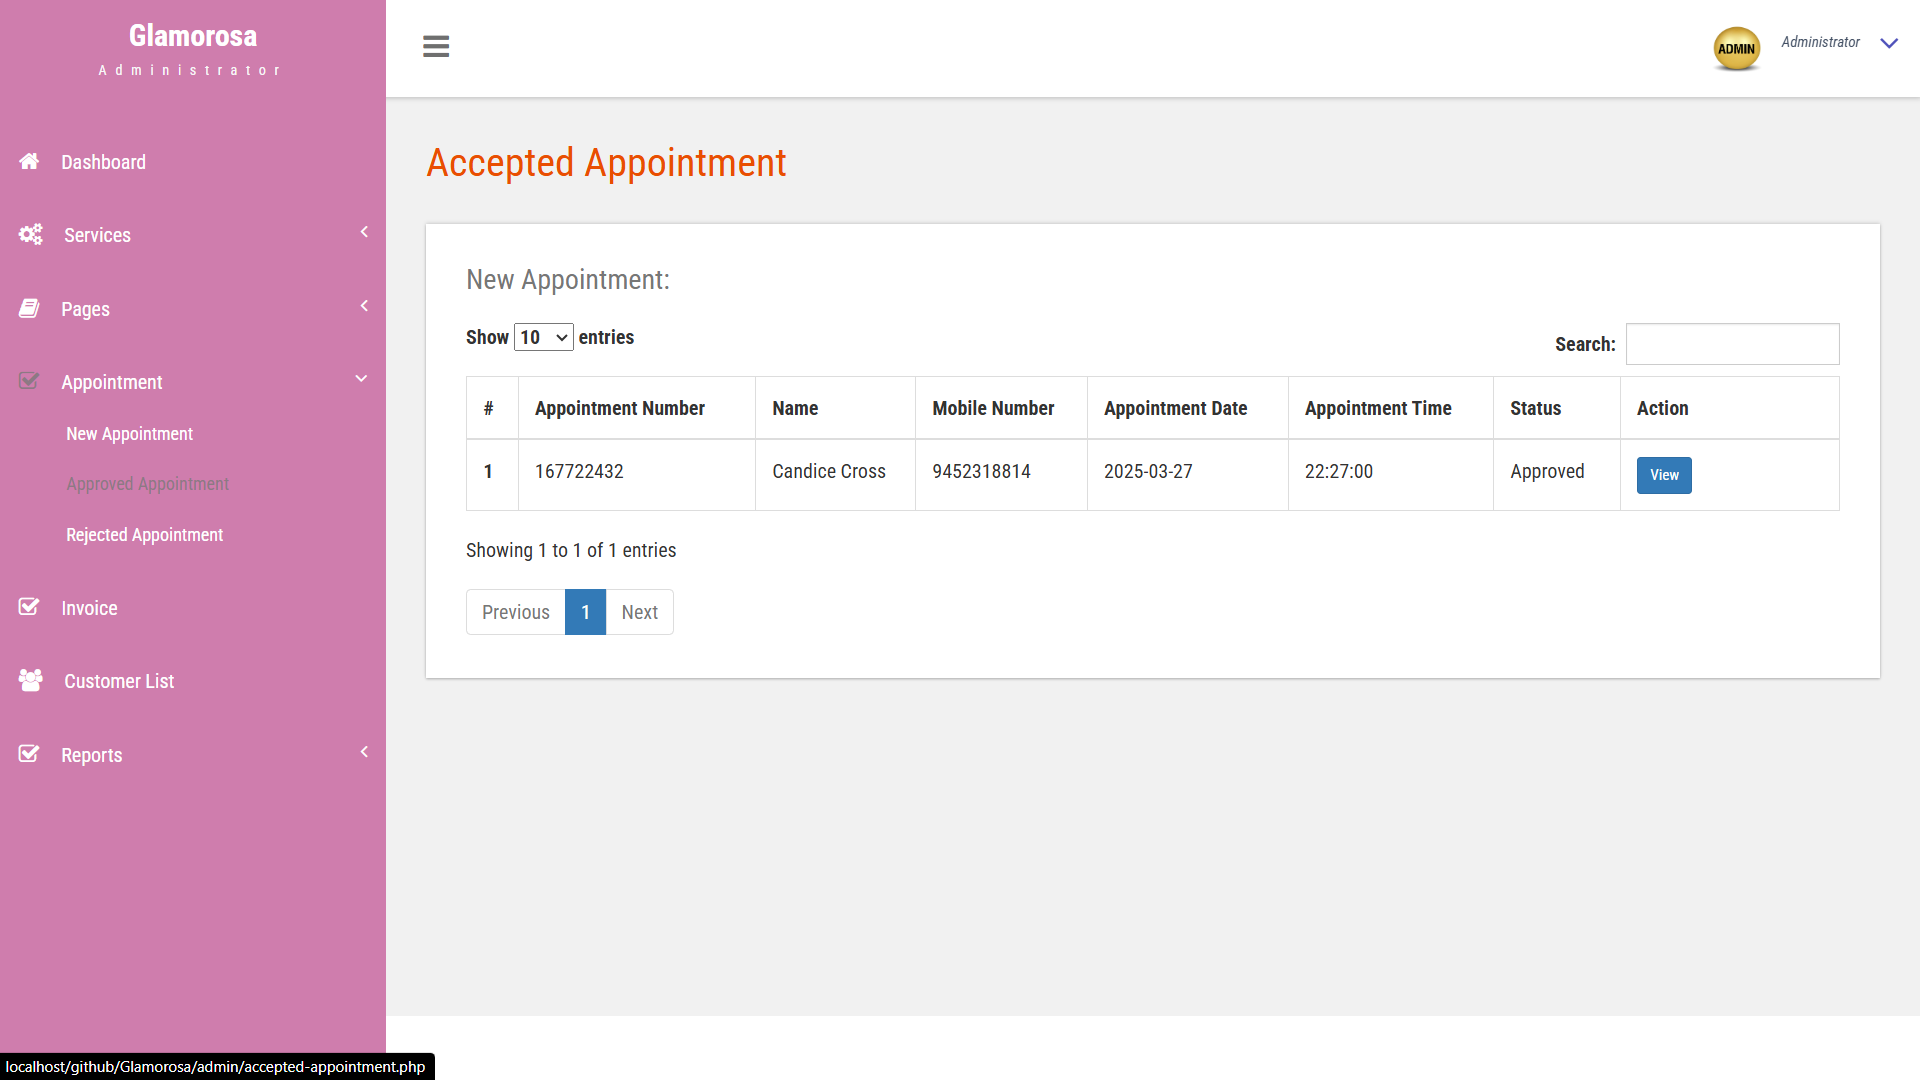 Glamorosa
Administrator
Dashboard
Services
Pages
Appointment
New Appointment
Approved Appointment
Rejected Appointment
Invoice
Customer List
Reports
ADMIN
Administrator
Accepted Appointment
New Appointment:
Show 10 entries
Search:
# Appointment Number Name Mobile Number Appointment Date Appointment Time Status Action
1 167722432 Candice Cross 9452318814 2025-03-27 22:27:00 Approved View
Showing 1 to 1 of 1 entries
Previous 1 Next
localhost/github/Glamorosa/admin/accepted-appointment.php